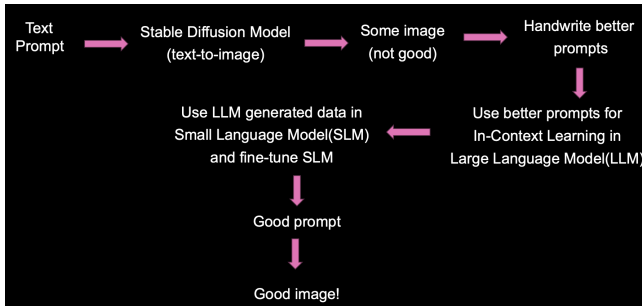 Text
Prompt
Stable Diffusion Model
(text-to-image)
Some image
(not good)
Handwrite better
prompts
Use better prompts for
In-Context Learning in
Large Language Model(LLM)
Use LLM generated data in
Small Language Model(SLM)
and fine-tune SLM
Good prompt
Good image!